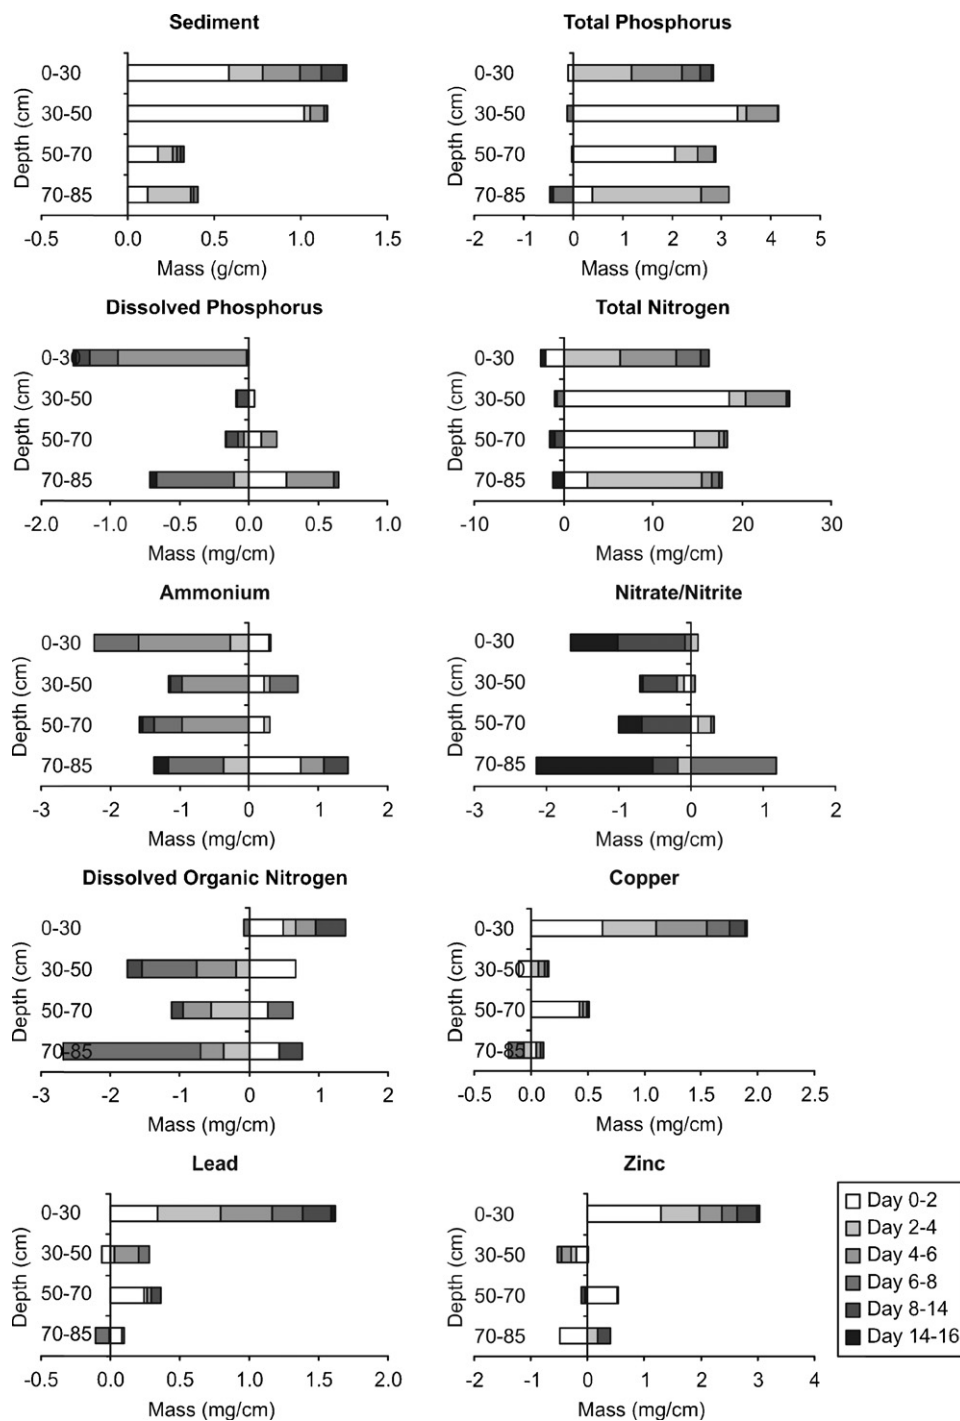 Sediment
Depth (cm)
0-30
30-50
50-70
70-85
-0.5 0.0 0.5 1.0 1.5
Mass (g/cm)
Total Phosphorus
Depth (cm)
0-30
30-50
50-70
70-85
-2 -1 0 1 2 3 4 5
Mass (mg/cm)
Dissolved Phosphorus
Depth (cm)
0-30
30-50
50-70
70-85
-2.0 -1.0 -0.5 0.0 0.5 1.0
Mass (mg/cm)
Total Nitrogen
Depth (cm)
0-30
30-50
50-70
70-85
-10 0 10 20 30
Mass (mg/cm)
Ammonium
Depth (cm)
0-30
30-50
50-70
70-85
-3 -2 -1 0 1 2
Mass (mg/cm)
Nitrate/Nitrite
Depth (cm)
0-30
30-50
50-70
70-85
-3 -2 -1 0 1 2
Mass (mg/cm)
Dissolved Organic Nitrogen
Depth (cm)
0-30
30-50
50-70
70-85
-3 -2 -1 0 1 2
Mass (mg/cm)
Copper
Depth (cm)
0-30
30-50
50-70
70-85
-0.5 0.0 0.5 1.0 1.5 2.0 2.5
Mass (mg/cm)
Lead
Depth (cm)
0-30
30-50
50-70
70-85
-0.5 0.0 0.5 1.0 1.5 2.0
Mass (mg/cm)
Zinc
Depth (cm)
0-30
30-50
50-70
70-85
-2 -1 0 1 2 3 4
Mass (mg/cm)
Day 0-2
Day 2-4
Day 4-6
Day 6-8
Day 8-14
Day 14-16